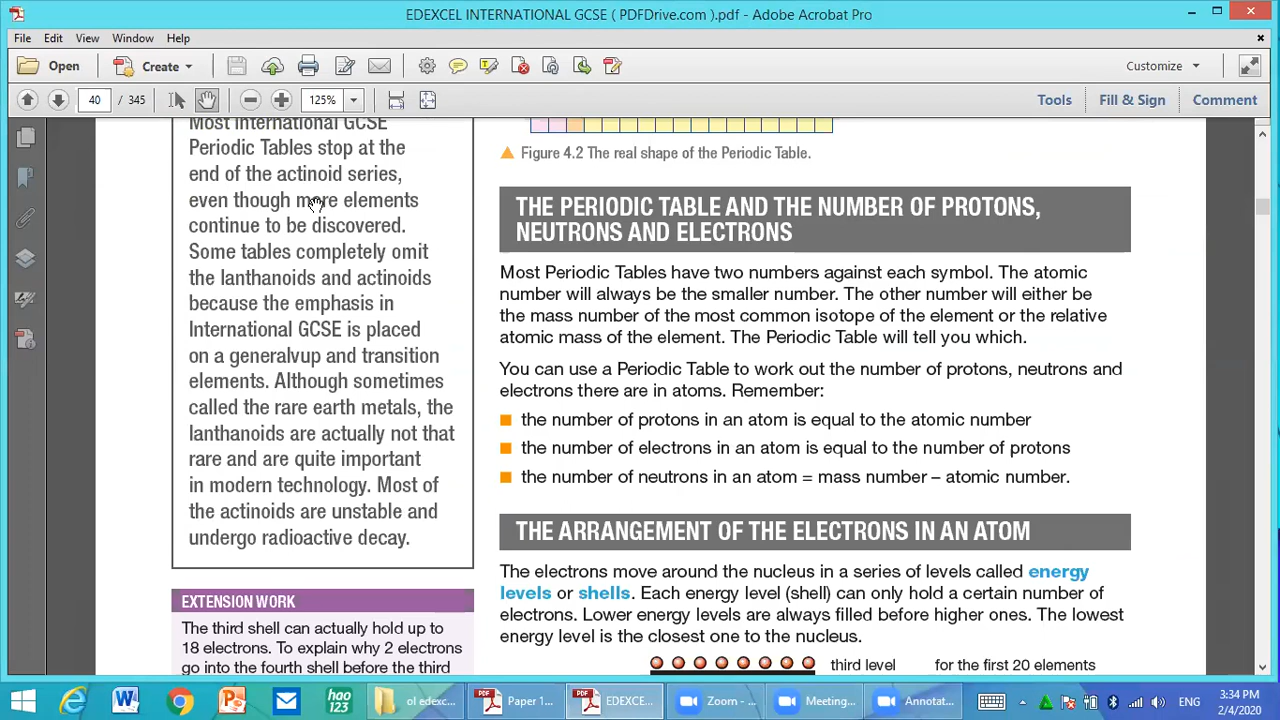 EDEXCEL INTERNATIONAL GCSE ( PDFDrive.com ).pdf - Adobe Acrobat Pro
File Edit View Window Help
Open Create Customize
40 / 345 125% Tools Fill & Sign Comment
Most International GCSE
Periodic Tables stop at the
end of the actinoid series,
even though more elements
continue to be discovered.
Some tables completely omit
the lanthanoids and actinoids
because the emphasis in
International GCSE is placed
on a generalvup and transition
elements. Although sometimes
called the rare earth metals, the
lanthanoids are actually not that
rare and are quite important
in modern technology. Most of
the actinoids are unstable and
undergo radioactive decay.
EXTENSION WORK
The third shell can actually hold up to
18 electrons. To explain why 2 electrons
go into the fourth shell before the third
Figure 4.2 The real shape of the Periodic Table.
THE PERIODIC TABLE AND THE NUMBER OF PROTONS,
NEUTRONS AND ELECTRONS
Most Periodic Tables have two numbers against each symbol. The atomic
number will always be the smaller number. The other number will either be
the mass number of the most common isotope of the element or the relative
atomic mass of the element. The Periodic Table will tell you which.
You can use a Periodic Table to work out the number of protons, neutrons and
electrons there are in atoms. Remember:
the number of protons in an atom is equal to the atomic number
the number of electrons in an atom is equal to the number of protons
the number of neutrons in an atom = mass number – atomic number.
THE ARRANGEMENT OF THE ELECTRONS IN AN ATOM
The electrons move around the nucleus in a series of levels called energy
levels or shells. Each energy level (shell) can only hold a certain number of
electrons. Lower energy levels are always filled before higher ones. The lowest
energy level is the closest one to the nucleus.
third level for the first 20 elements
hao
123
ol edexc...
Paper 1...
EDEXCE...
Zoom - ...
Meeting...
Annotat...
ENG
3:34 PM
2/4/2020